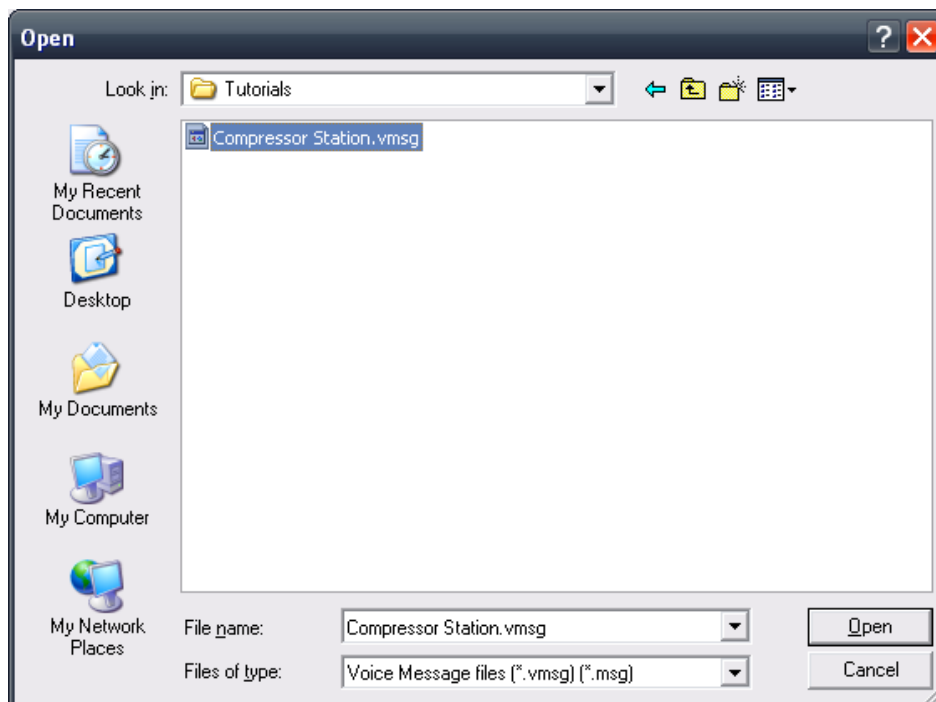 Open
Look in: Tutorials
Compressor Station.vmsg
My Recent
Documents
Desktop
My Documents
My Computer
My Network
Places
File name: Compressor Station.vmsg Open
Files of type: Voice Message files (*.vmsg) (*.msg) Cancel